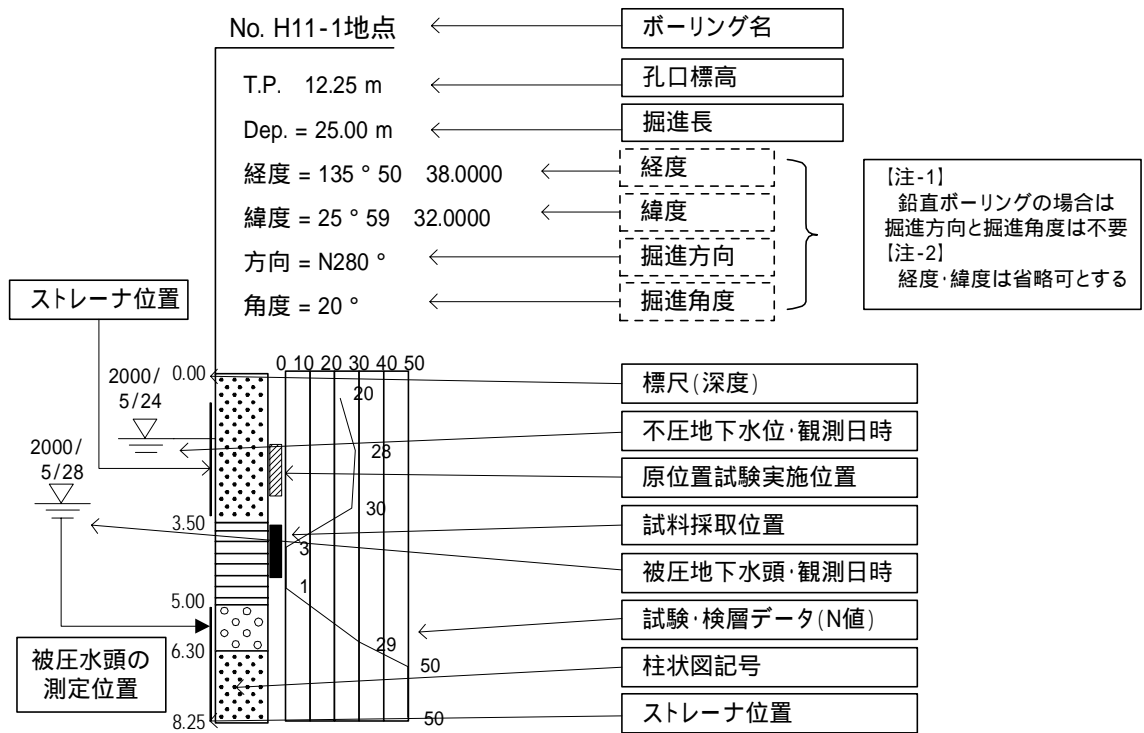 No. H11-1地点
ボーリング名
T.P. 12.25 m
孔口標高
Dep. = 25.00 m
掘進長
経度 = 135 ° 50 38.0000
経度
緯度 = 25 ° 59 32.0000
緯度
方向 = N280 °
掘進方向
角度 = 20 °
掘進角度
【注-1】
鉛直ボーリングの場合は
掘進方向と掘進角度は不要
【注-2】
経度・緯度は省略可とする
ストレーナ位置
0 10 20 30 40 50
2000/
5/24
2000/
5/28
0.00
3.50
5.00
6.30
8.25
20
28
30
3
1
29
50
50
標尺(深度)
不圧地下水位・観測日時
原位置試験実施位置
試料採取位置
被圧地下水頭・観測日時
試験・検層データ(N値)
柱状図記号
ストレーナ位置
被圧水頭の
測定位置